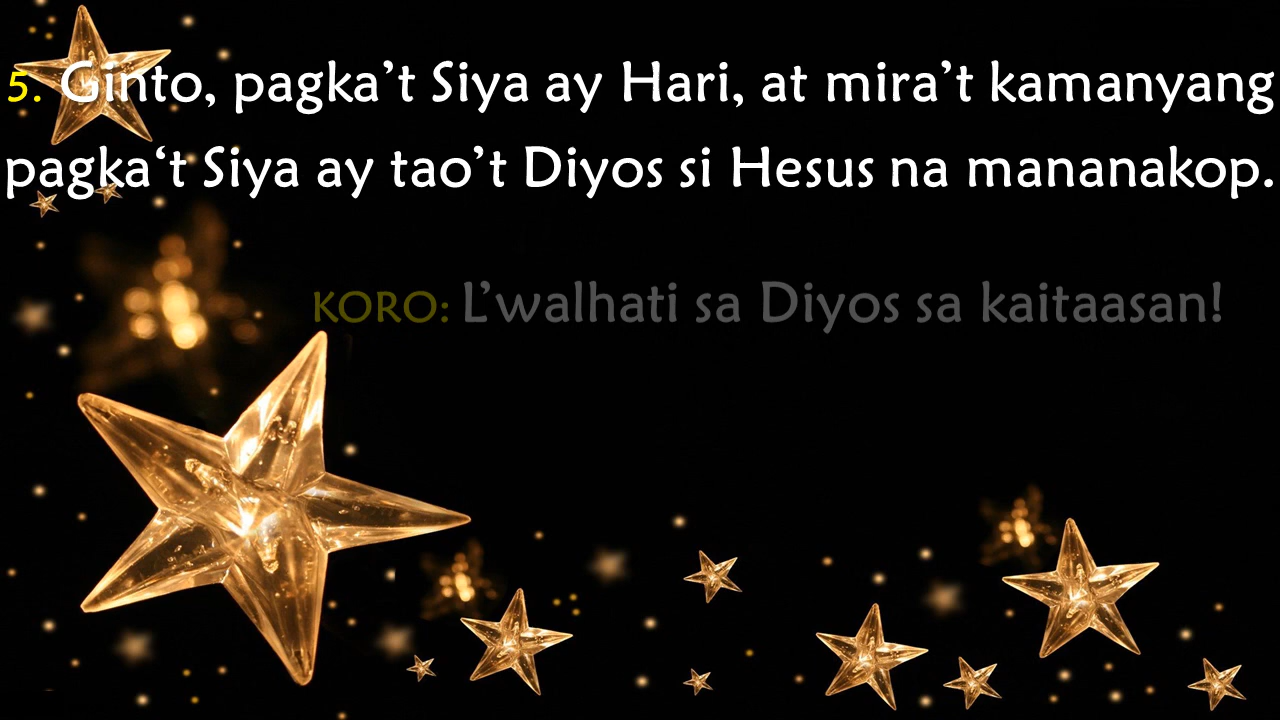 5. Ginto, pagka’t Siya ay Hari, at mira’t kamanyang
pagka‘t Siya ay tao’t Diyos si Hesus na mananakop.
KORO: L’walhati sa Diyos sa kaitaasan!